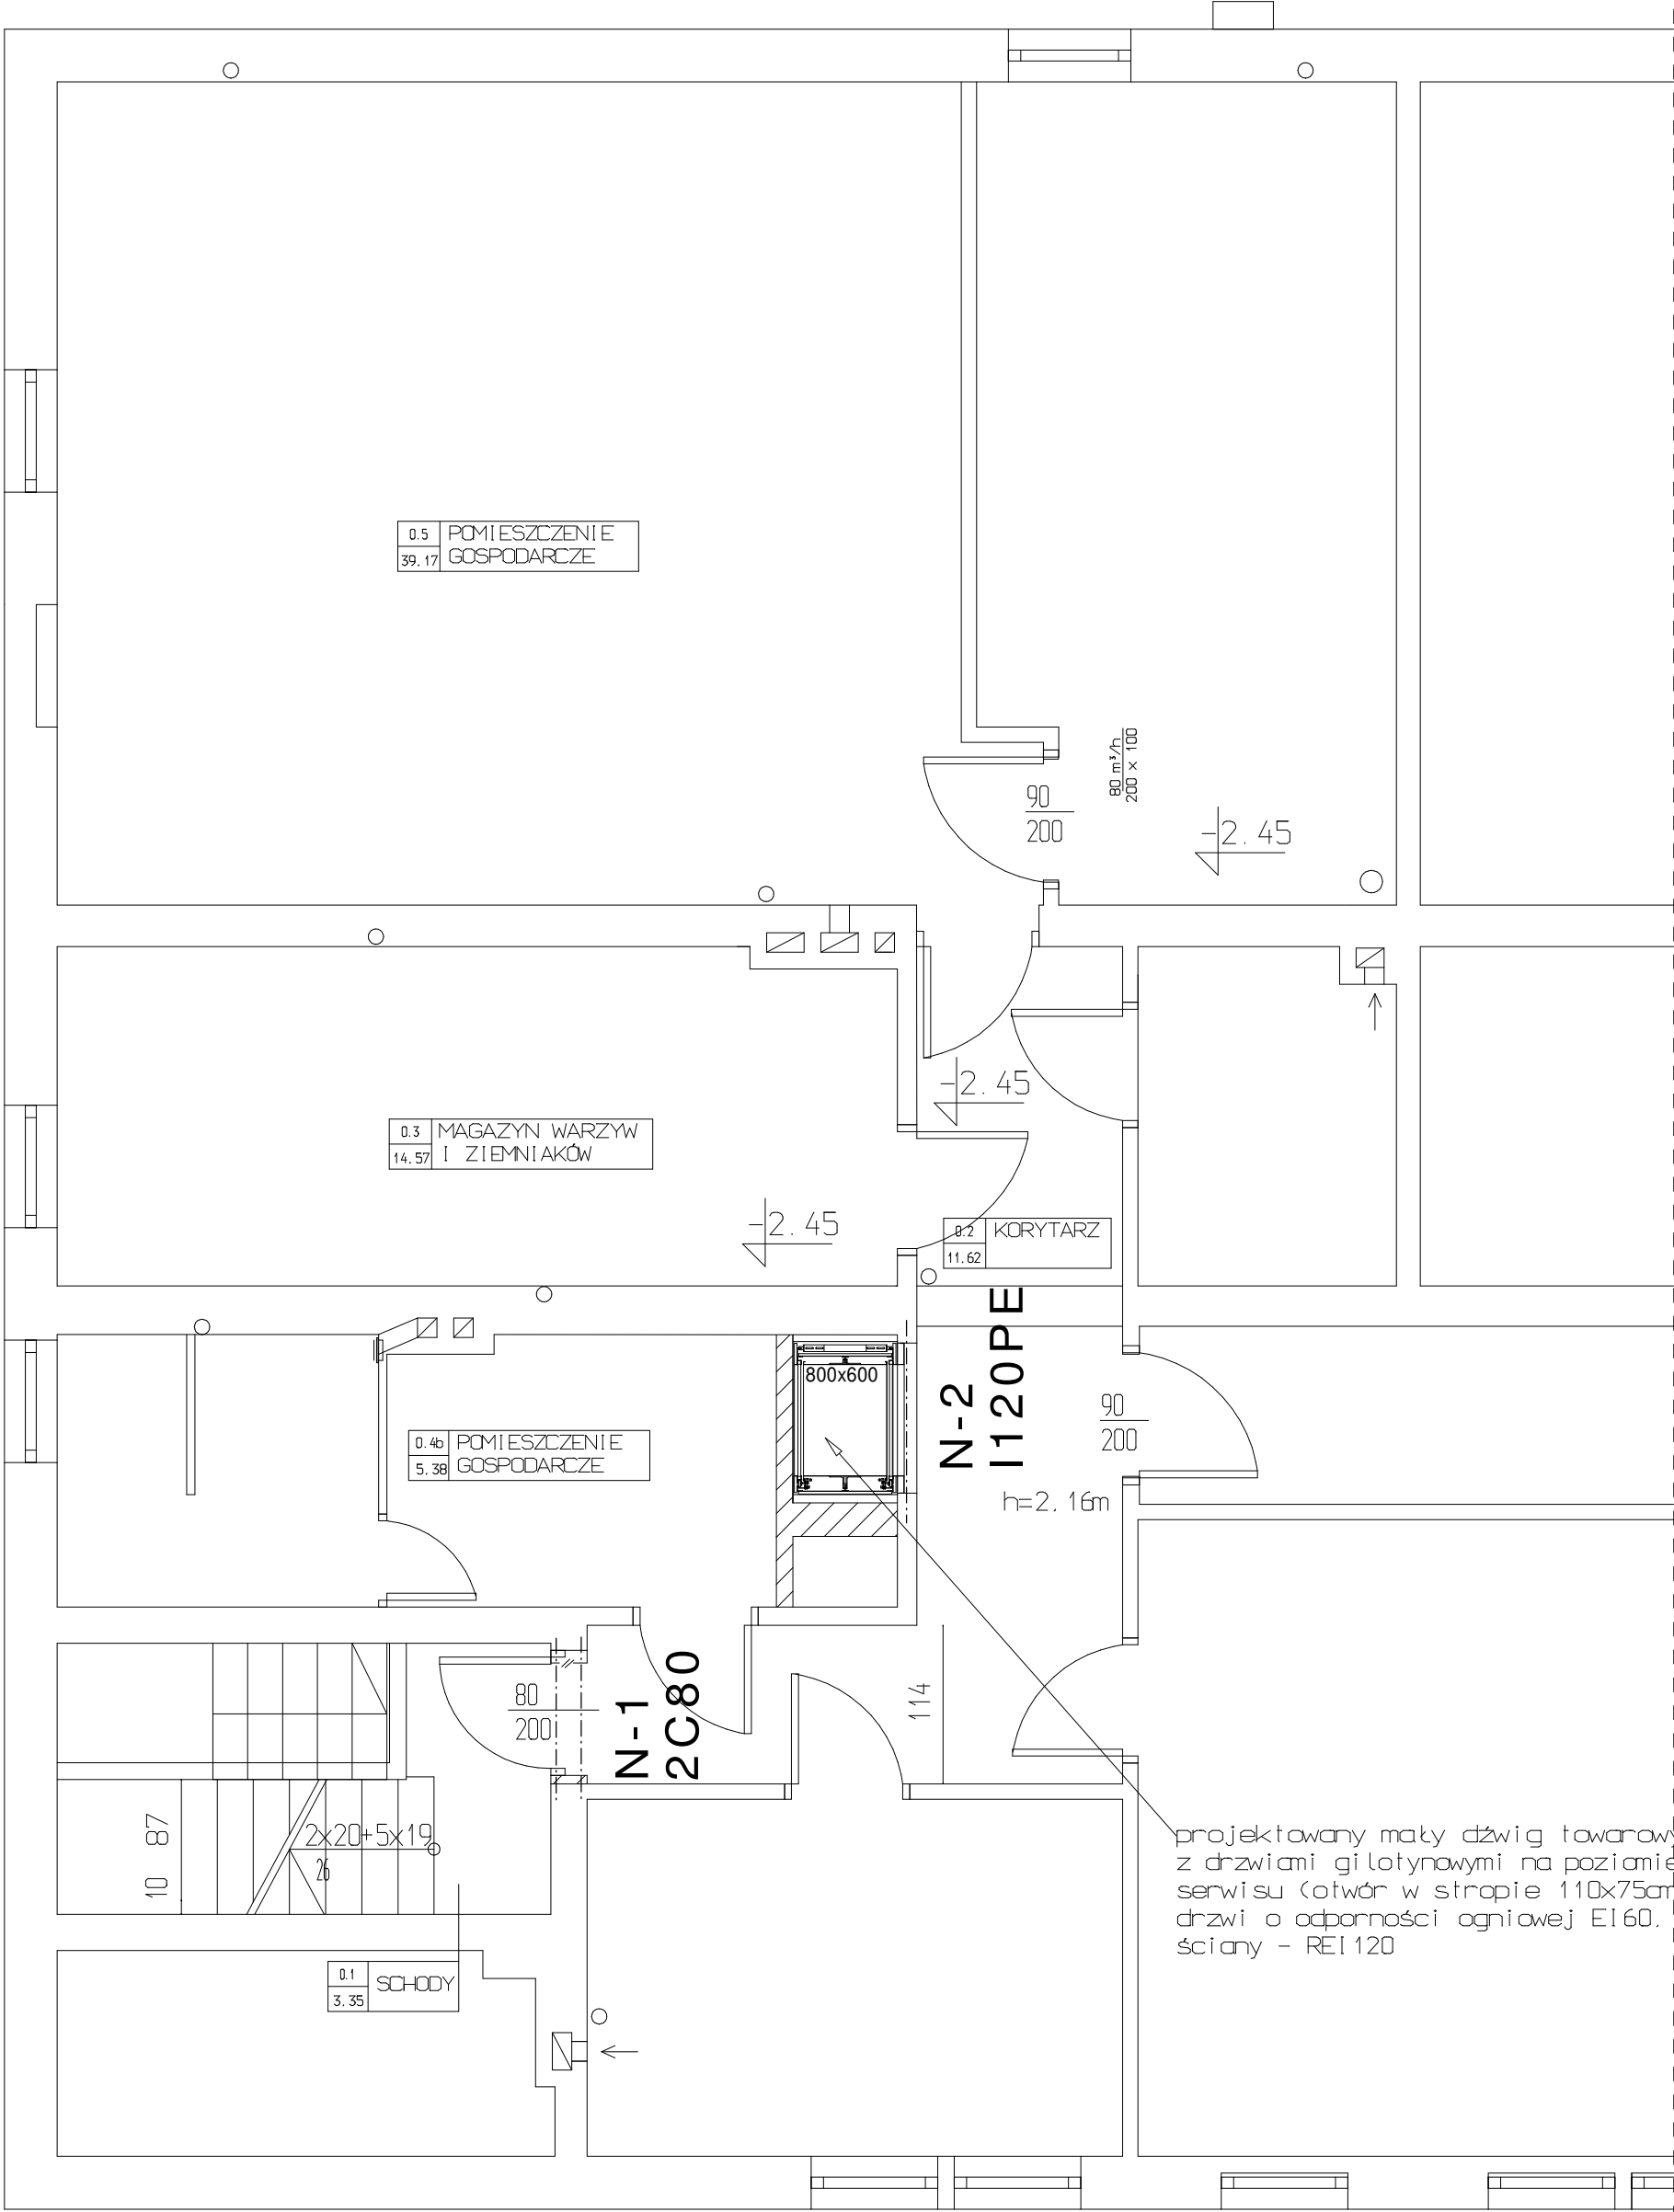 0.5 POMIESZCZENIE
39.17 GOSPODARCZE
90
200
80 m³/h
200 x 100
-2.45
-2.45
0.3 MAGAZYN WARZYW
14.57 I ZIEMNIAKÓW
-2.45
0.2 KORYTARZ
11.62
800x600
N-2
I120PE
90
200
0.4b POMIESZCZENIE
5.38 GOSPODARCZE
h=2.16m
80
200
N-1
2C80
114
10 87
2x20+5x19
26
projektowany mały dźwig towarowy
z drzwiami gilotynowymi na poziomie
serwisu (otwór w stropie 110x75cm
drzwi o odporności ogniowej EI60,
ściany - REI120
0.1 SCHODY
3.35